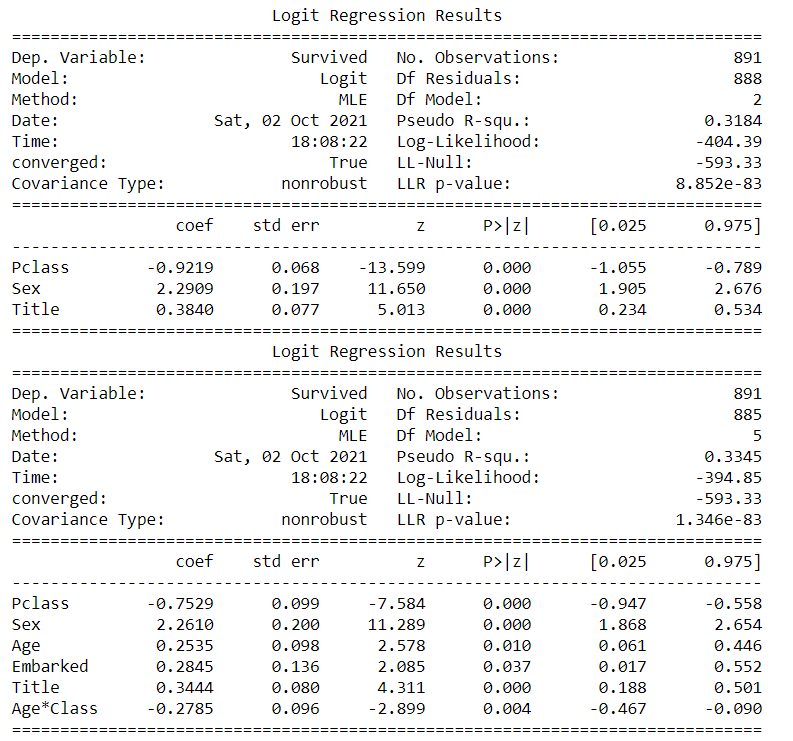 Logit Regression Results
==============================================================================
Dep. Variable:               Survived   No. Observations:                  891
Model:                          Logit   Df Residuals:                      888
Method:                           MLE   Df Model:                            2
Date:                Sat, 02 Oct 2021   Pseudo R-squ.:                  0.3184
Time:                        18:08:22   Log-Likelihood:                -404.39
converged:                       True   LL-Null:                       -593.33
Covariance Type:            nonrobust   LLR p-value:                 8.852e-83
==============================================================================
                 coef    std err          z      P>|z|      [0.025      0.975]
------------------------------------------------------------------------------
Pclass        -0.9219      0.068    -13.599      0.000      -1.055      -0.789
Sex            2.2909      0.197     11.650      0.000       1.905       2.676
Title          0.3840      0.077      5.013      0.000       0.234       0.534
==============================================================================
Logit Regression Results
==============================================================================
Dep. Variable:               Survived   No. Observations:                  891
Model:                          Logit   Df Residuals:                      885
Method:                           MLE   Df Model:                            5
Date:                Sat, 02 Oct 2021   Pseudo R-squ.:                  0.3345
Time:                        18:08:22   Log-Likelihood:                -394.85
converged:                       True   LL-Null:                       -593.33
Covariance Type:            nonrobust   LLR p-value:                 1.346e-83
==============================================================================
                 coef    std err          z      P>|z|      [0.025      0.975]
------------------------------------------------------------------------------
Pclass        -0.7529      0.099     -7.584      0.000      -0.947      -0.558
Sex            2.2610      0.200     11.289      0.000       1.868       2.654
Age            0.2535      0.098      2.578      0.010       0.061       0.446
Embarked       0.2845      0.136      2.085      0.037       0.017       0.552
Title          0.3444      0.080      4.311      0.000       0.188       0.501
Age*Class     -0.2785      0.096     -2.899      0.004      -0.467      -0.090
==============================================================================